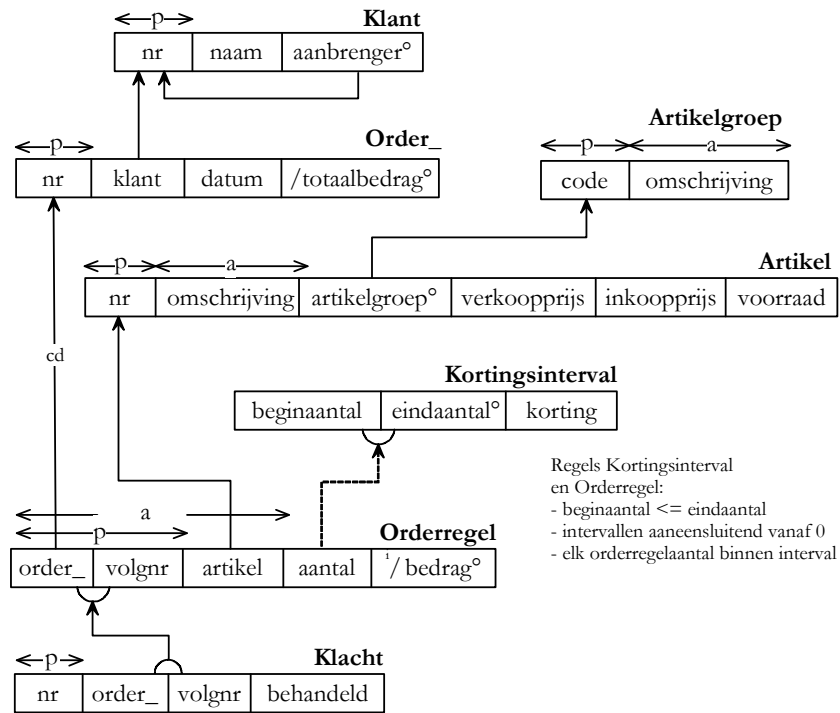 Klant
p
nr naam aanbrenger°
Order_
p
nr klant datum /totaalbedrag°
Artikelgroep
p a
code omschrijving
Artikel
p a
nr omschrijving artikelgroep° verkoopprijs inkoopprijs voorraad
cd
Kortingsinterval
beginaantal eindaantal° korting
Regels Kortingsinterval
en Orderregel:
- beginaantal <= eindaantal
- intervallen aaneensluitend vanaf 0
- elk orderregelaantal binnen interval
a
p
Orderregel
order_ volgnr artikel aantal ¹/bedrag°
Klacht
p
nr order_ volgnr behandeld